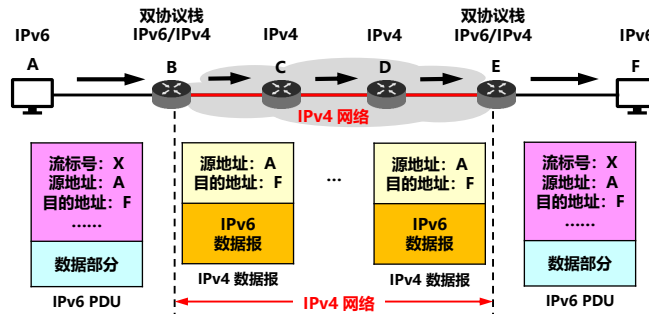 IPv6
双协议栈
IPv6/IPv4
IPv4
IPv4
双协议栈
IPv6/IPv4
IPv6
A
B
C
D
E
F
IPv4 网络
流标号：X
源地址：A
目的地址：F
……
数据部分
IPv6 PDU
源地址：A
目的地址：F
IPv6
数据报
IPv4 数据报
...
源地址：A
目的地址：F
IPv6
数据报
IPv4 数据报
流标号：X
源地址：A
目的地址：F
……
数据部分
IPv6 PDU
IPv4 网络